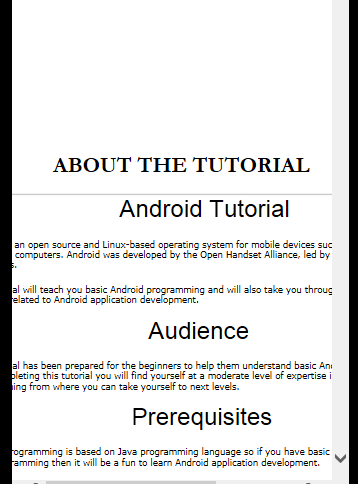 ABOUT THE TUTORIAL
Android Tutorial
an open source and Linux-based operating system for mobile devices suc
computers. Android was developed by the Open Handset Alliance, led by
s.
al will teach you basic Android programming and will also take you throug
related to Android application development.
Audience
al has been prepared for the beginners to help them understand basic An
pleting this tutorial you will find yourself at a moderate level of expertise i
ing from where you can take yourself to next levels.
Prerequisites
rogramming is based on Java programming language so if you have basic
ramming then it will be a fun to learn Android application development.